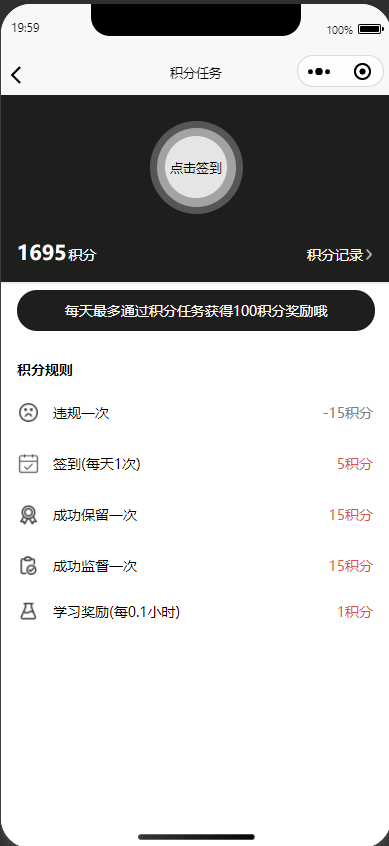 19:59
100%
积分任务
点击签到
1695积分
积分记录
每天最多通过积分任务获得100积分奖励哦
积分规则
违规一次
-15积分
签到(每天1次)
5积分
成功保留一次
15积分
成功监督一次
15积分
学习奖励(每0.1小时)
1积分